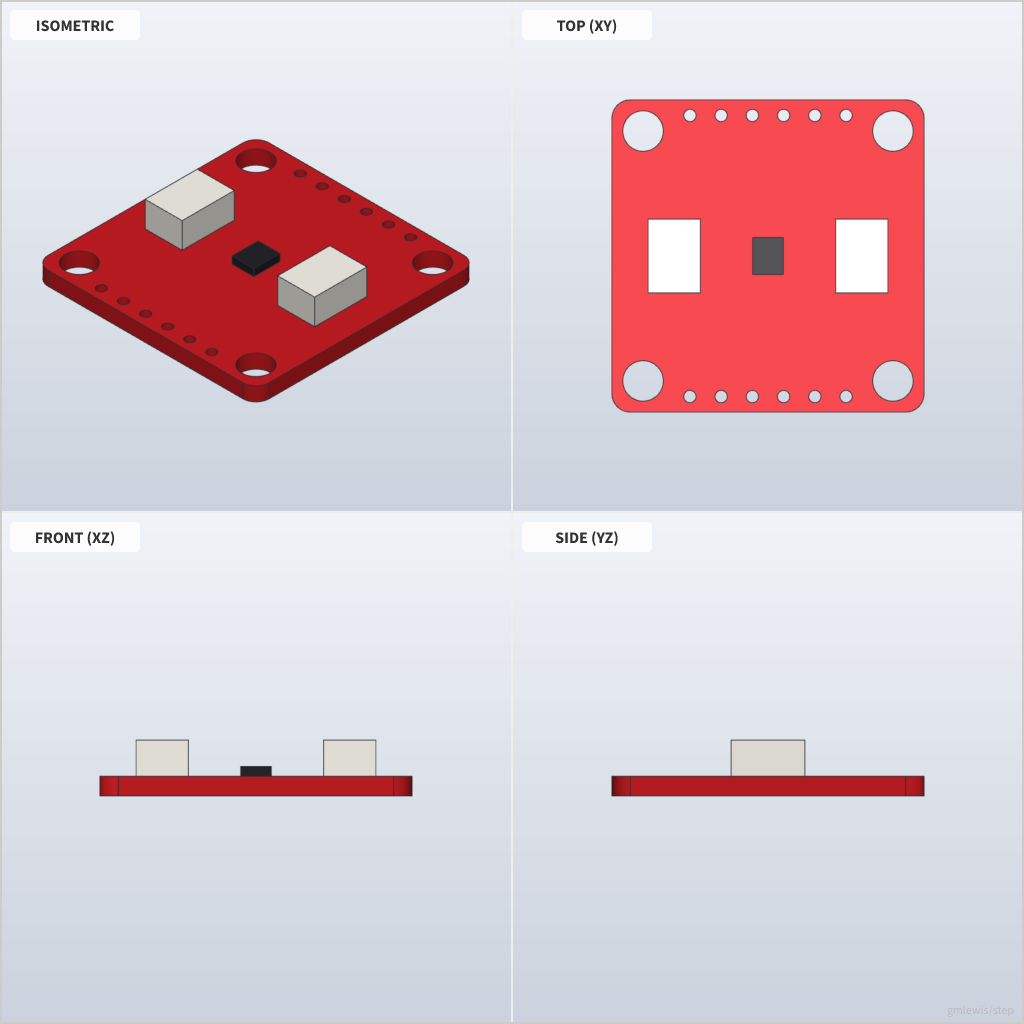 ISOMETRIC
TOP (XY)
FRONT (XZ)
SIDE (YZ)
gmlewis/step